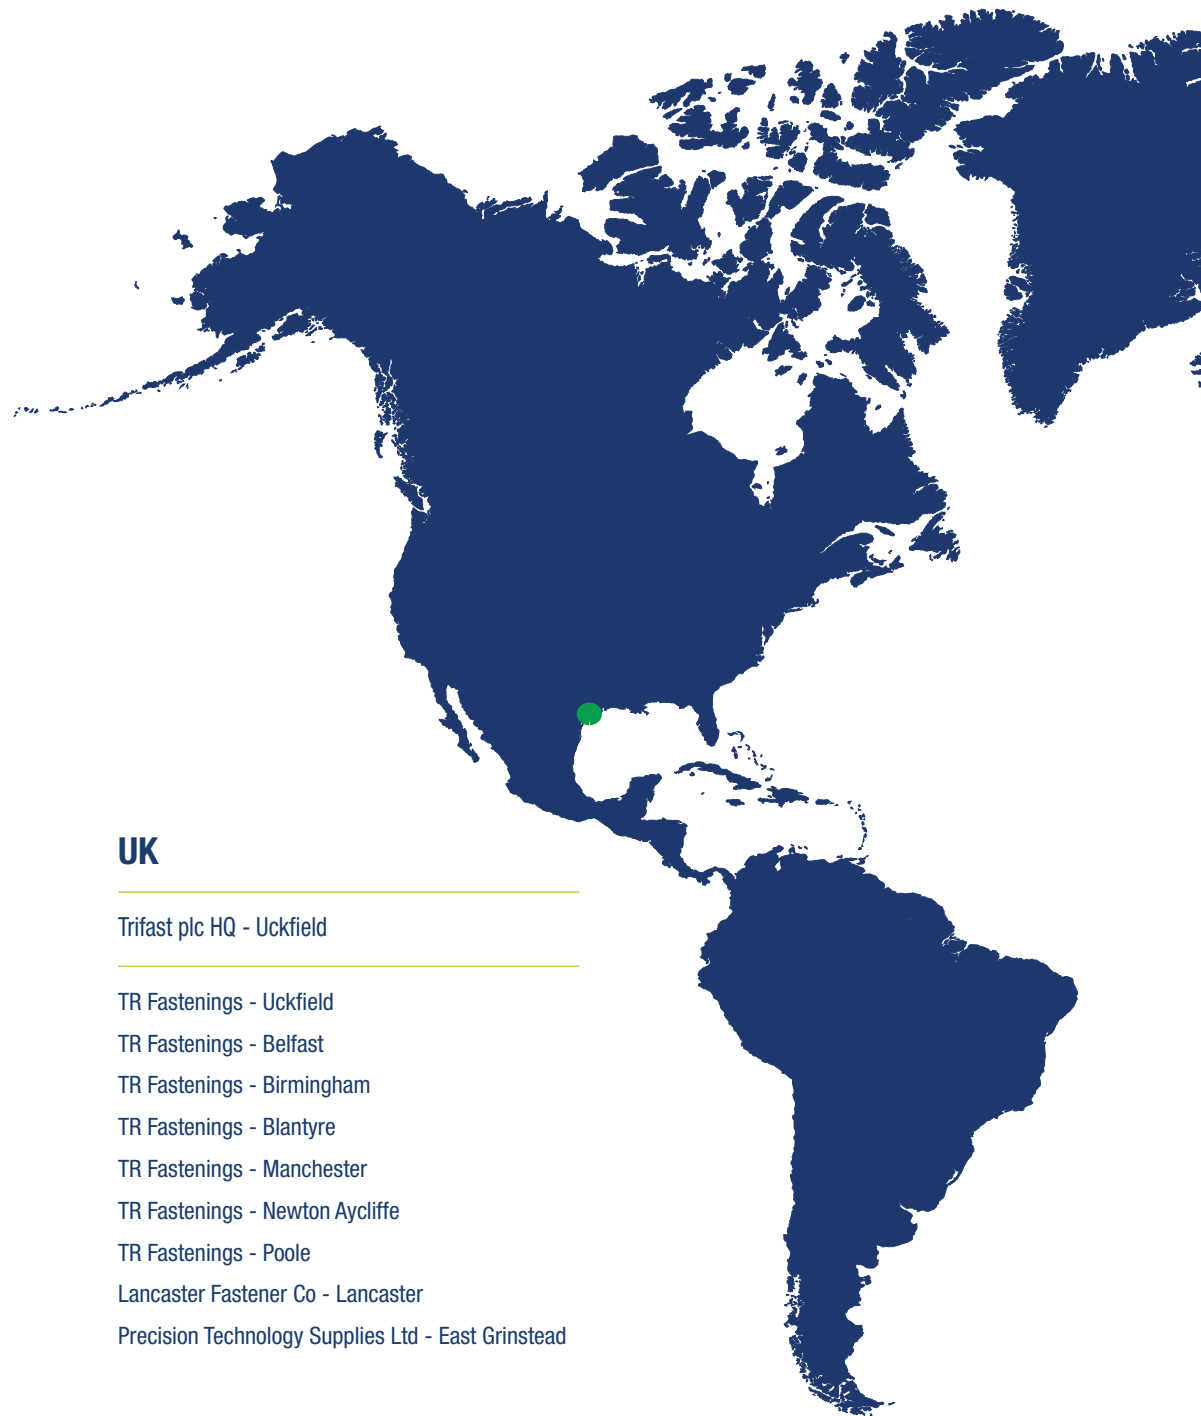 UK
Trifast plc HQ - Uckfield
TR Fastenings - Uckfield
TR Fastenings - Belfast
TR Fastenings - Birmingham
TR Fastenings - Blantyre
TR Fastenings - Manchester
TR Fastenings - Newton Aycliffe
TR Fastenings - Poole
Lancaster Fastener Co - Lancaster
Precision Technology Supplies Ltd - East Grinstead